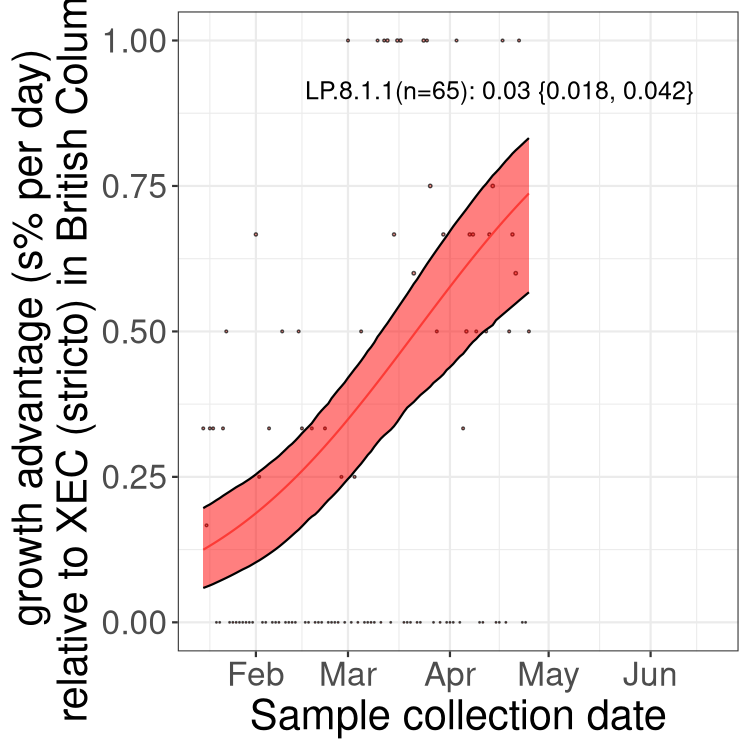 growth advantage (s% per day)
relative to XEC (stricto) in British Colum
1.00
0.75
0.50
0.25
0.00
LP.8.1.1(n=65): 0.03 {0.018, 0.042}
Feb Mar Apr May Jun
Sample collection date